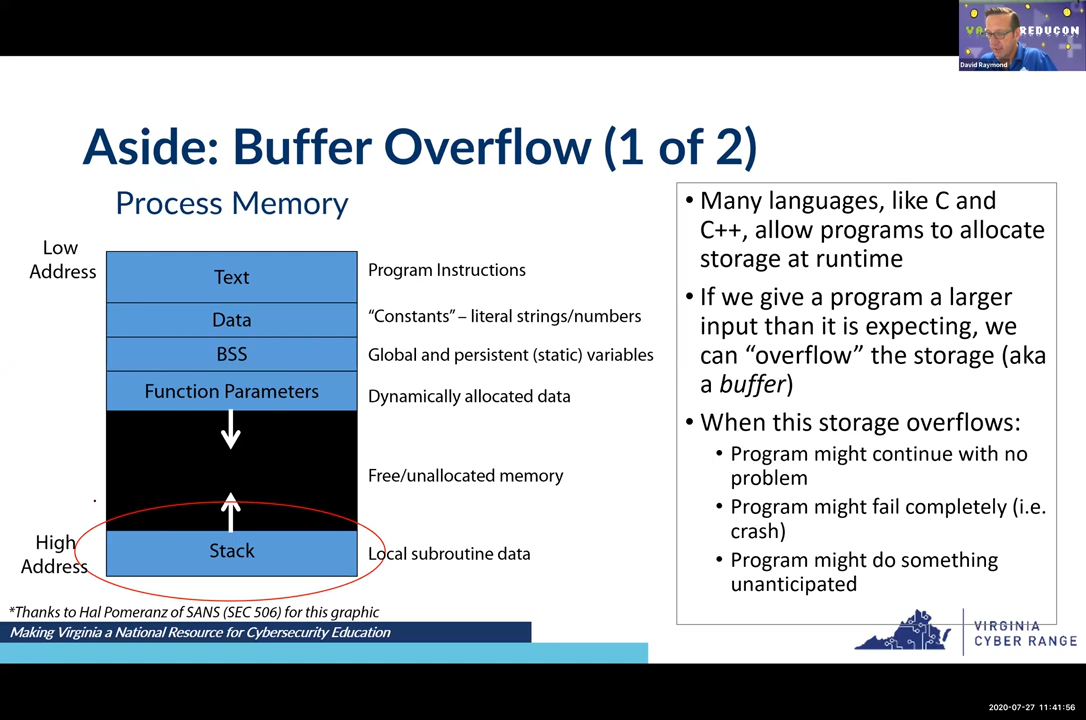 VA
REDUCON
David Raymond
Aside: Buffer Overflow (1 of 2)
Process Memory
Low
Address
Text
Program Instructions
Data
“Constants” – literal strings/numbers
BSS
Global and persistent (static) variables
Function Parameters
Dynamically allocated data
Free/unallocated memory
High
Address
Stack
Local subroutine data
*Thanks to Hal Pomeranz of SANS (SEC 506) for this graphic
Making Virginia a National Resource for Cybersecurity Education
• Many languages, like C and
C++, allow programs to allocate
storage at runtime
• If we give a program a larger
input than it is expecting, we
can “overflow” the storage (aka
a buffer)
• When this storage overflows:
• Program might continue with no
problem
• Program might fail completely (i.e.
crash)
• Program might do something
unanticipated
VIRGINIA
CYBER RANGE
2020-07-27 11:41:56